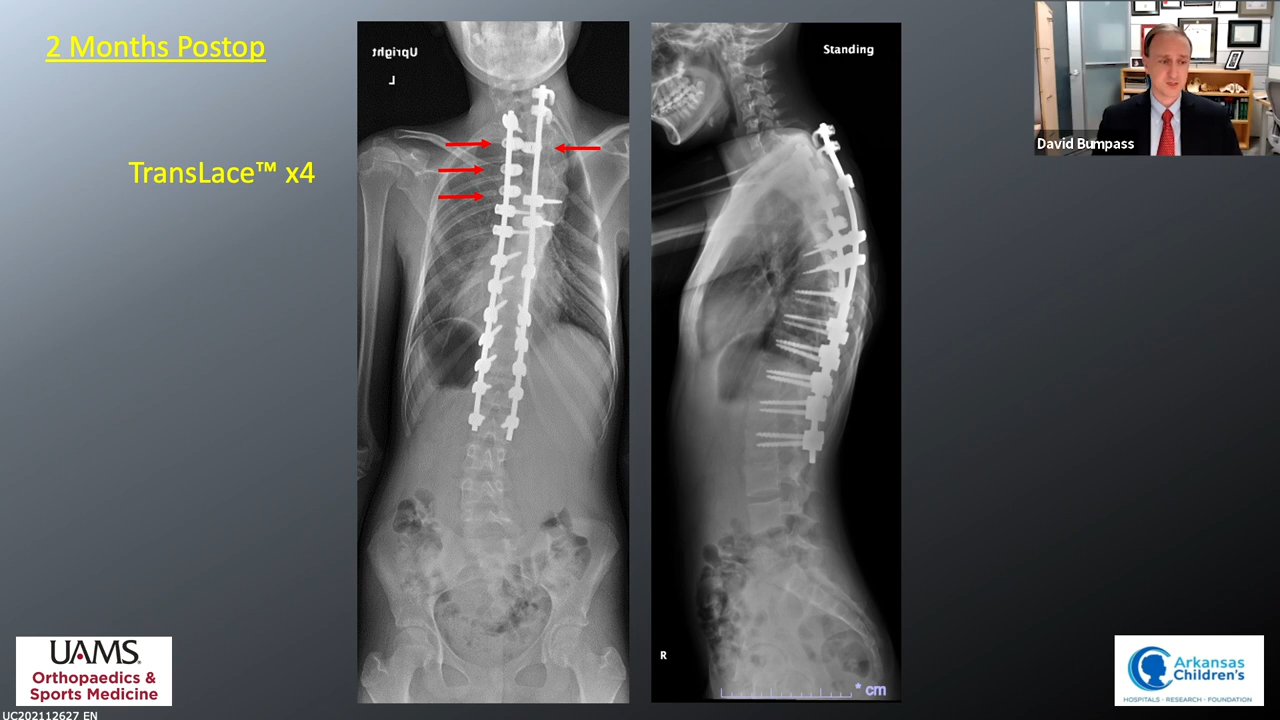 2 Months Postop
TransLace™ x4
Upright
L
Standing
R
* cm
David Bumpass
UAMS®
Orthopaedics &
Sports Medicine
UC202112627 EN
Arkansas
Children's
HOSPITALS • RESEARCH • FOUNDATION